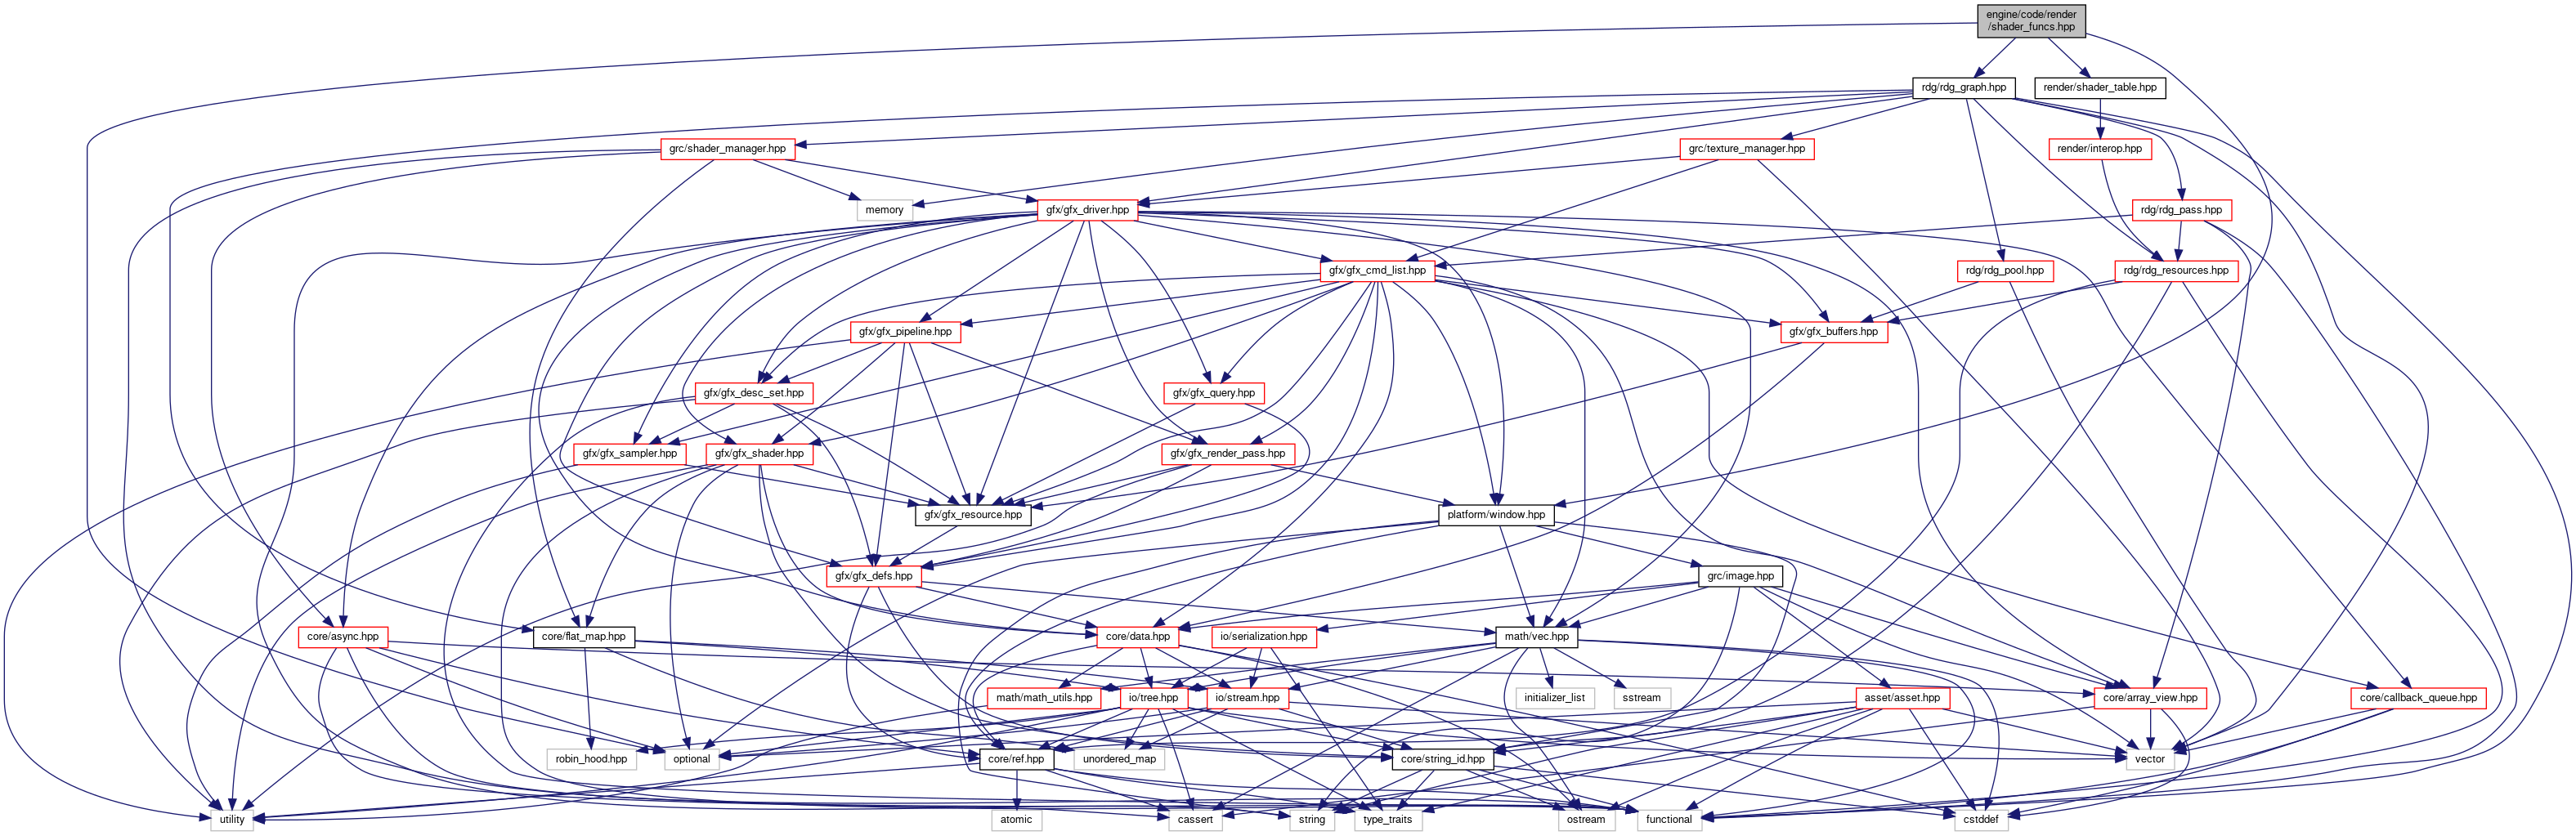 engine/code/render
/shader_funcs.hpp
rdg/rdg_graph.hpp
render/shader_table.hpp
grc/shader_manager.hpp
grc/texture_manager.hpp
render/interop.hpp
memory
gfx/gfx_driver.hpp
rdg/rdg_pass.hpp
gfx/gfx_cmd_list.hpp
rdg/rdg_pool.hpp
rdg/rdg_resources.hpp
gfx/gfx_pipeline.hpp
gfx/gfx_buffers.hpp
gfx/gfx_desc_set.hpp
gfx/gfx_query.hpp
gfx/gfx_sampler.hpp
gfx/gfx_shader.hpp
gfx/gfx_render_pass.hpp
gfx/gfx_resource.hpp
platform/window.hpp
gfx/gfx_defs.hpp
grc/image.hpp
core/async.hpp
core/flat_map.hpp
core/data.hpp
io/serialization.hpp
math/vec.hpp
math/math_utils.hpp
io/tree.hpp
io/stream.hpp
initializer_list
sstream
asset/asset.hpp
core/array_view.hpp
core/callback_queue.hpp
robin_hood.hpp
optional
core/ref.hpp
unordered_map
core/string_id.hpp
vector
utility
atomic
cassert
string
type_traits
ostream
functional
cstddef